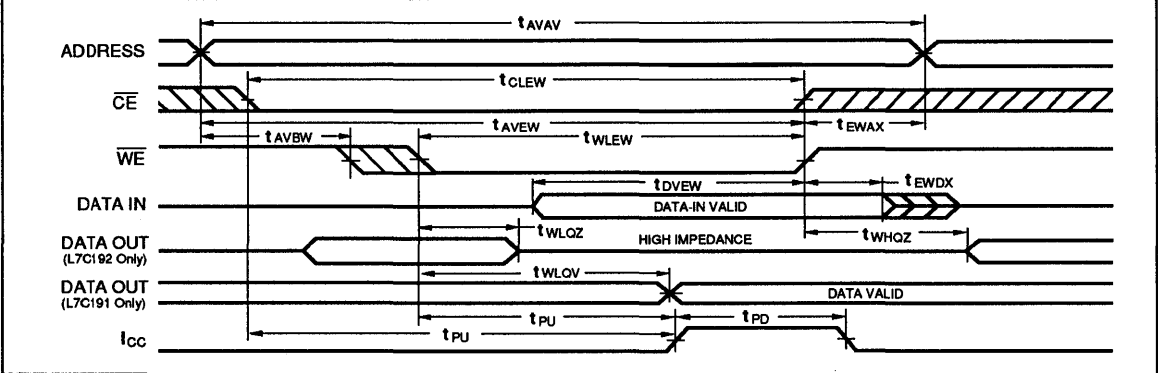 tAVAV
ADDRESS
tCLEW
CE
tAVEW
tEWAX
tAVBW
tWLEW
WE
tDVEW
tEWDX
DATA IN
DATA-IN VALID
tWLQZ
HIGH IMPEDANCE
tWHQZ
DATA OUT
(L7C192 Only)
tWLQV
DATA OUT
(L7C191 Only)
DATA VALID
tPU
tPD
tPU
ICC